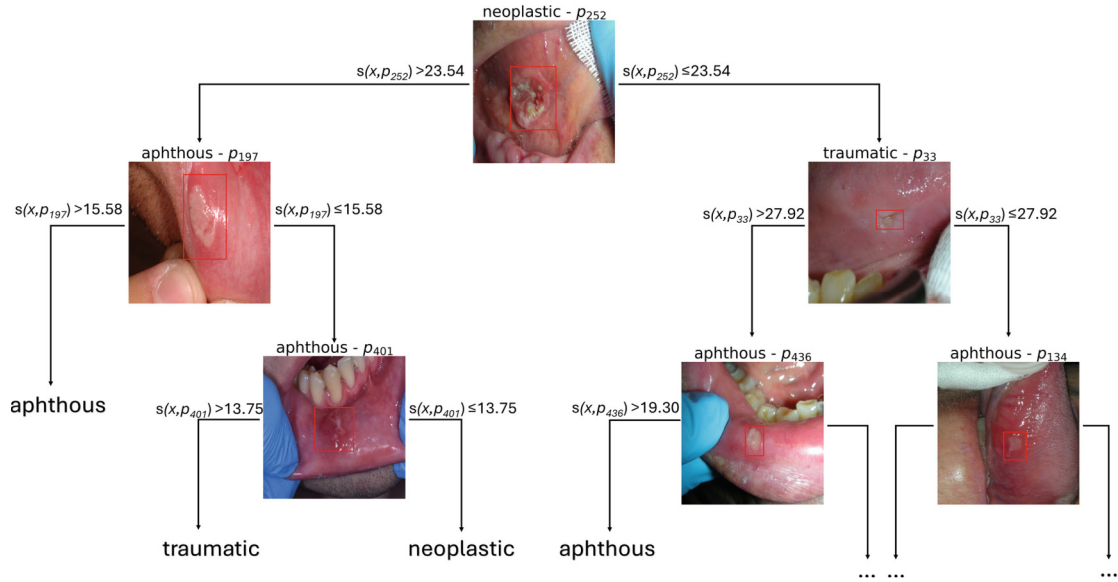 neoplastic - p252
s(x,p252) >23.54
s(x,p252) ≤23.54
aphthous - p197
traumatic - p33
s(x,p197) >15.58
s(x,p197) ≤15.58
s(x,p33) >27.92
s(x,p33) ≤27.92
aphthous - p401
aphthous - p436
aphthous - p134
aphthous
s(x,p401) >13.75
s(x,p401) ≤13.75
s(x,p436) >19.30
traumatic
neoplastic
aphthous
...
...
...